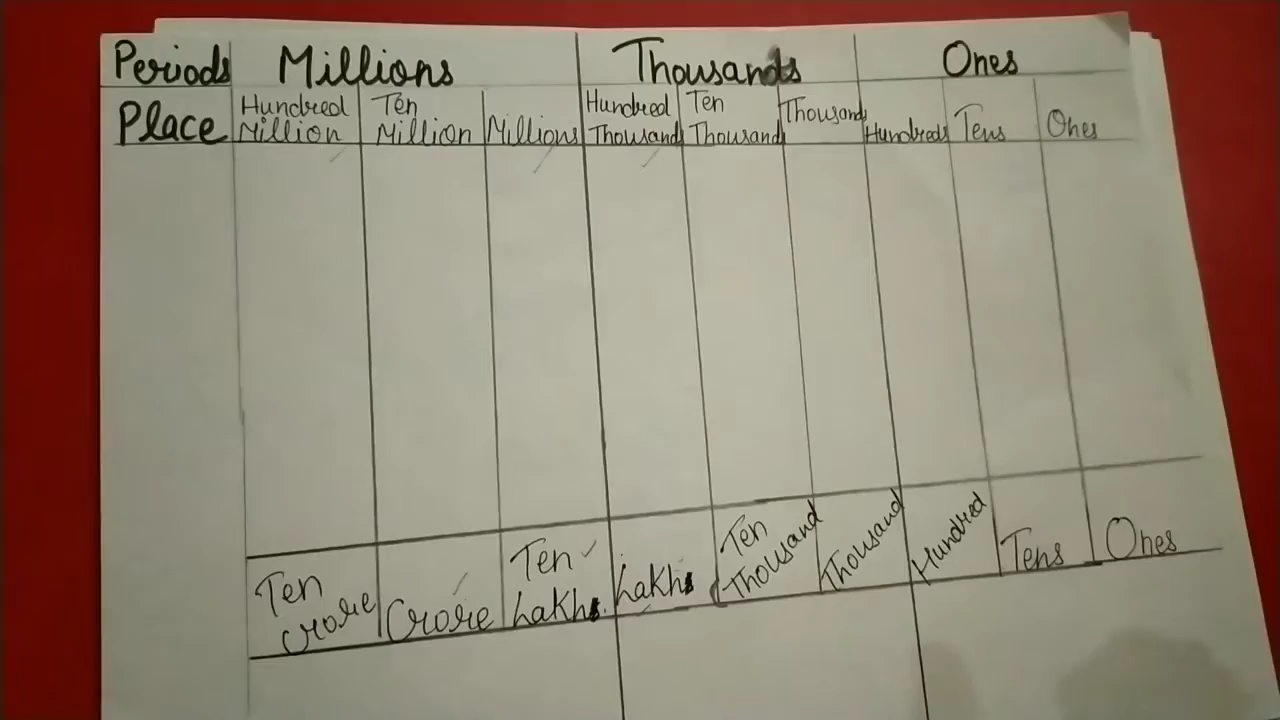 Periods Millions Thousands Ones
Place Hundred Million Ten Million Millions Hundred Thousand Ten Thousand Thousand Hundreds Tens Ones
Ten Crore Crore Ten Lakhs. Lakhs Ten Thousand Thousand Hundred Tens Ones